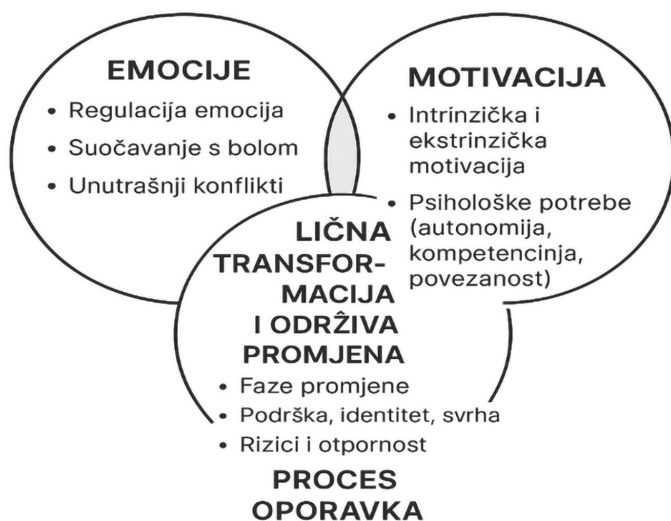 EMOCIJE
• Regulacija emocija
• Suočavanje s bolom
• Unutrašnji konflikti
MOTIVACIJA
• Intrínzička i
ekstrinzička
motivacija
• Psihološke potrebe
(autonomija,
kompetencinja,
povezanost)
LIČNA
TRANSFOR-
MACIJA
I ODRŽIVA
PROMJENA
• Faze promjene
• Podrška, identitet, svrha
• Rizici i otpornost
PROCES
OPORAVKA